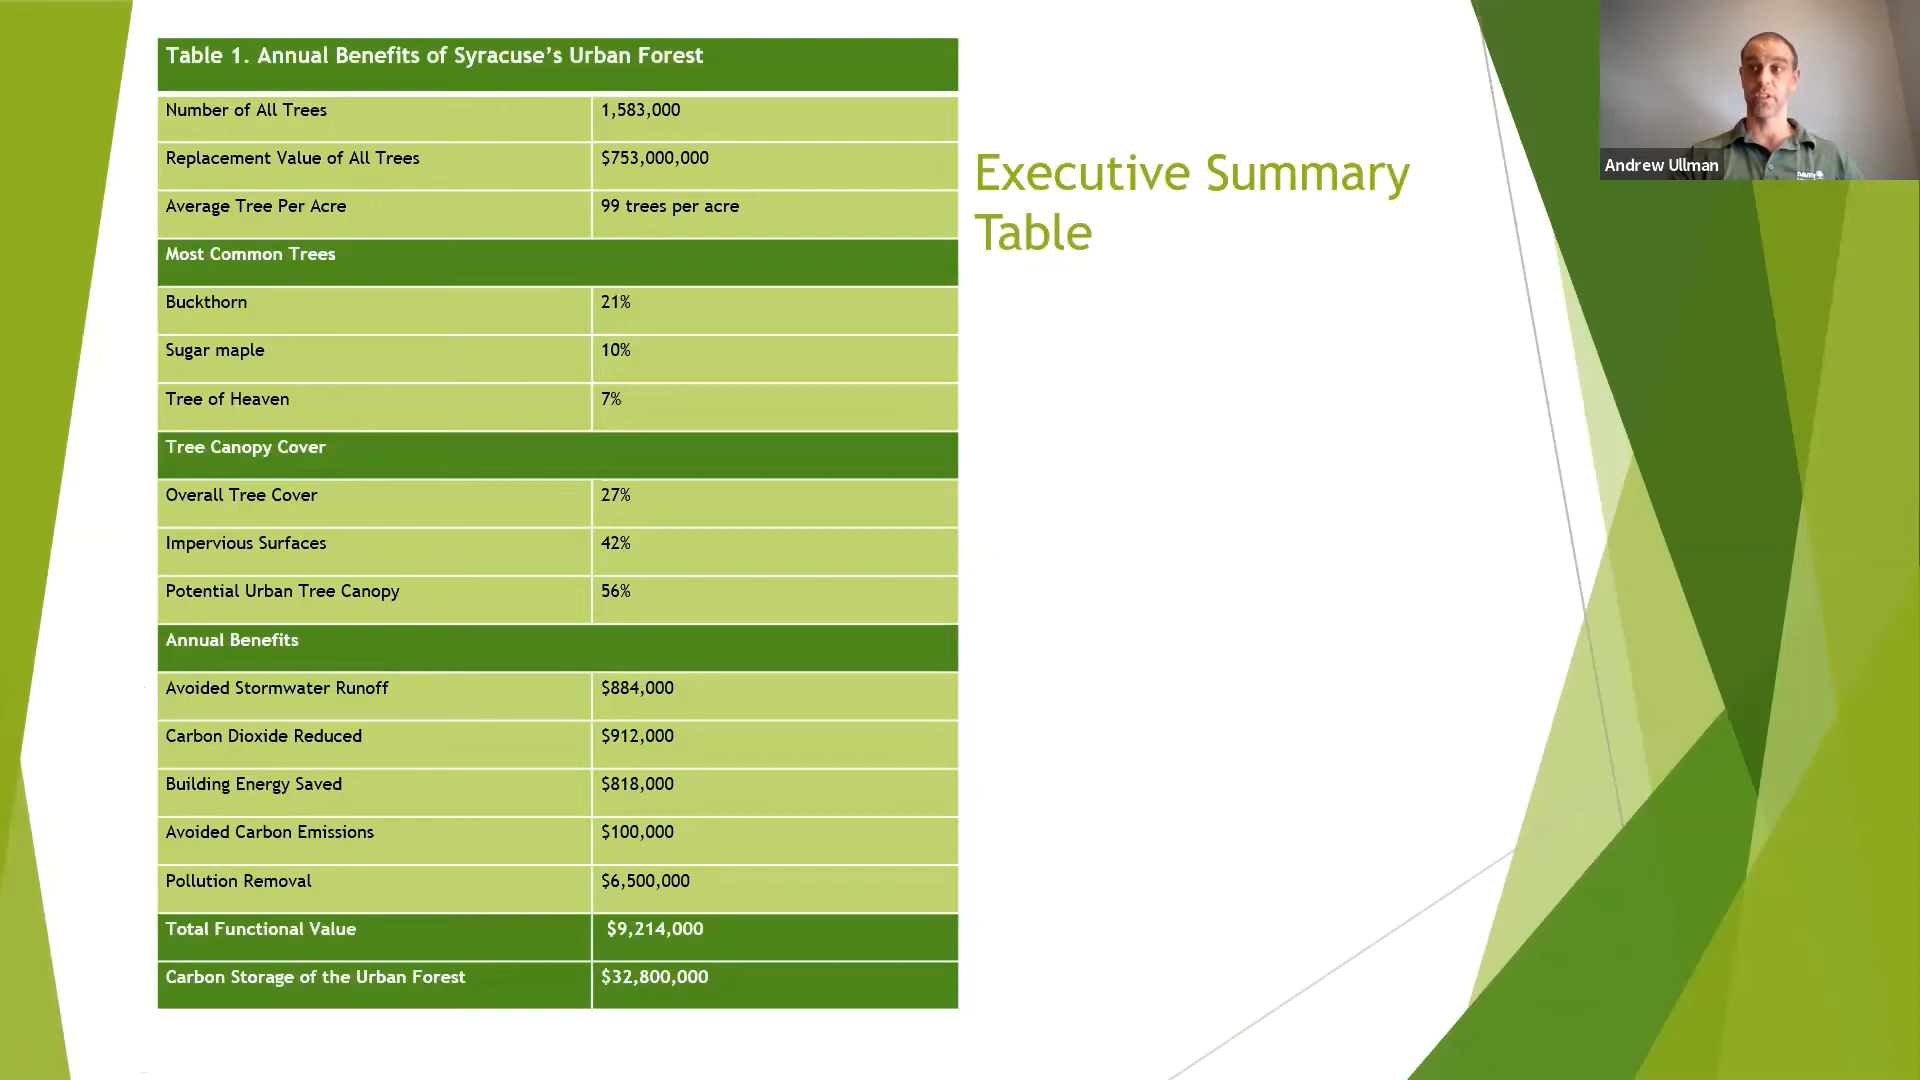 Table 1. Annual Benefits of Syracuse’s Urban Forest
Number of All Trees 1,583,000
Replacement Value of All Trees $753,000,000
Average Tree Per Acre 99 trees per acre
Most Common Trees
Buckthorn 21%
Sugar maple 10%
Tree of Heaven 7%
Tree Canopy Cover
Overall Tree Cover 27%
Impervious Surfaces 42%
Potential Urban Tree Canopy 56%
Annual Benefits
Avoided Stormwater Runoff $884,000
Carbon Dioxide Reduced $912,000
Building Energy Saved $818,000
Avoided Carbon Emissions $100,000
Pollution Removal $6,500,000
Total Functional Value $9,214,000
Carbon Storage of the Urban Forest $32,800,000
Executive Summary
Table
Andrew Ullman
DAVEY